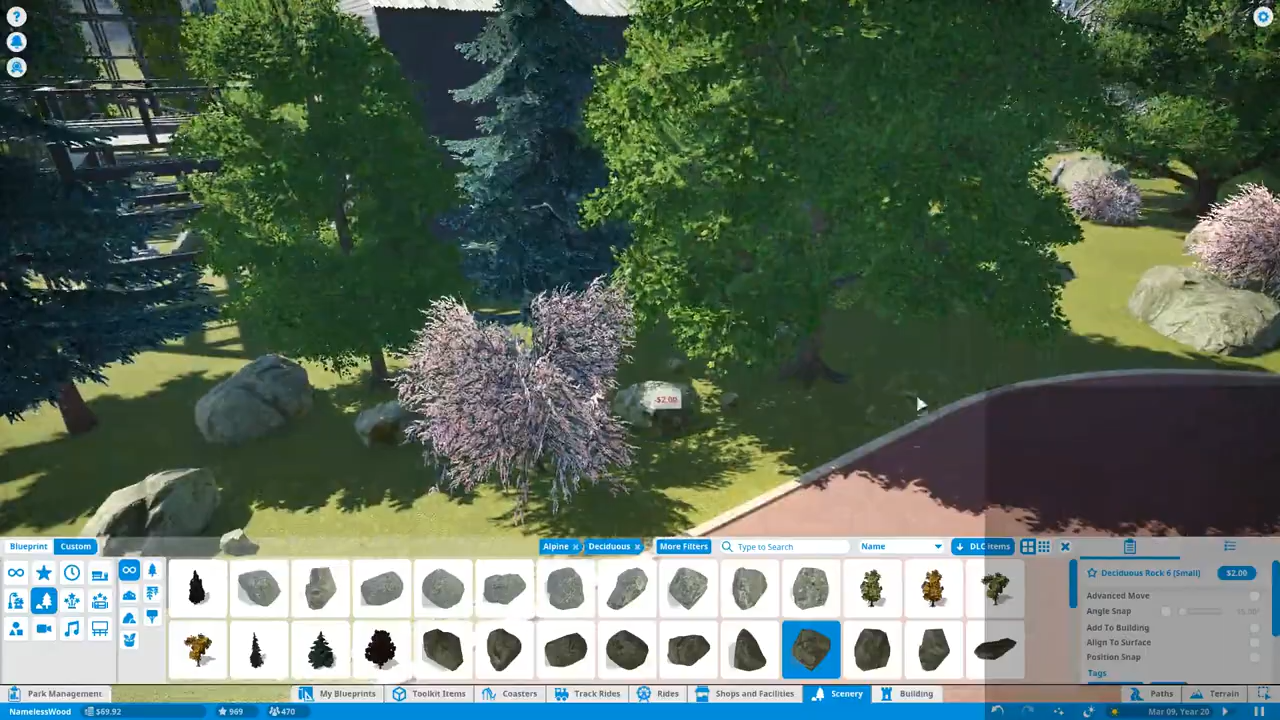 ?
-$2.00
Blueprint Custom Alpine × Deciduous × More Filters Type to Search Name DLC Items
Deciduous Rock 6 (Small) $2.00
Advanced Move
Angle Snap
Add To Building
Align To Surface
Position Snap
Tags
Park Management My Blueprints Toolkit Items Coasters Track Rides Rides Shops and Facilities Scenery Building Paths Terrain
NamelessWood $69.92 969 470 Mar 09, Year 20